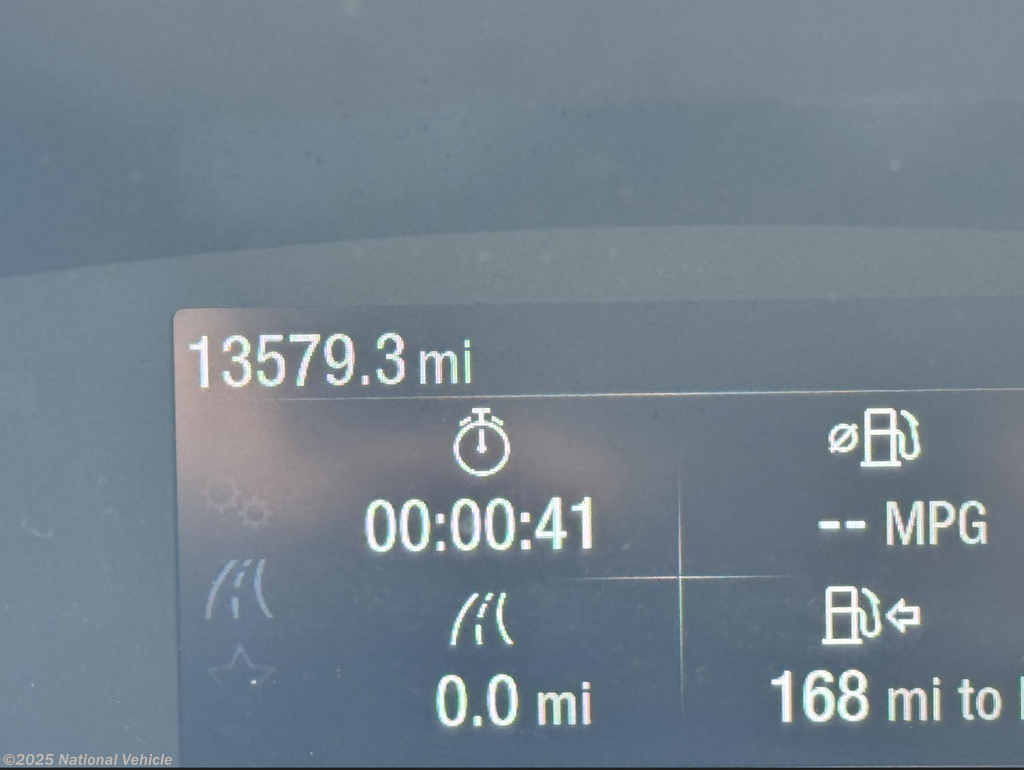 13579.3 mi
00:00:41
-- MPG
0.0 mi
168 mi to
©2025 National Vehicle